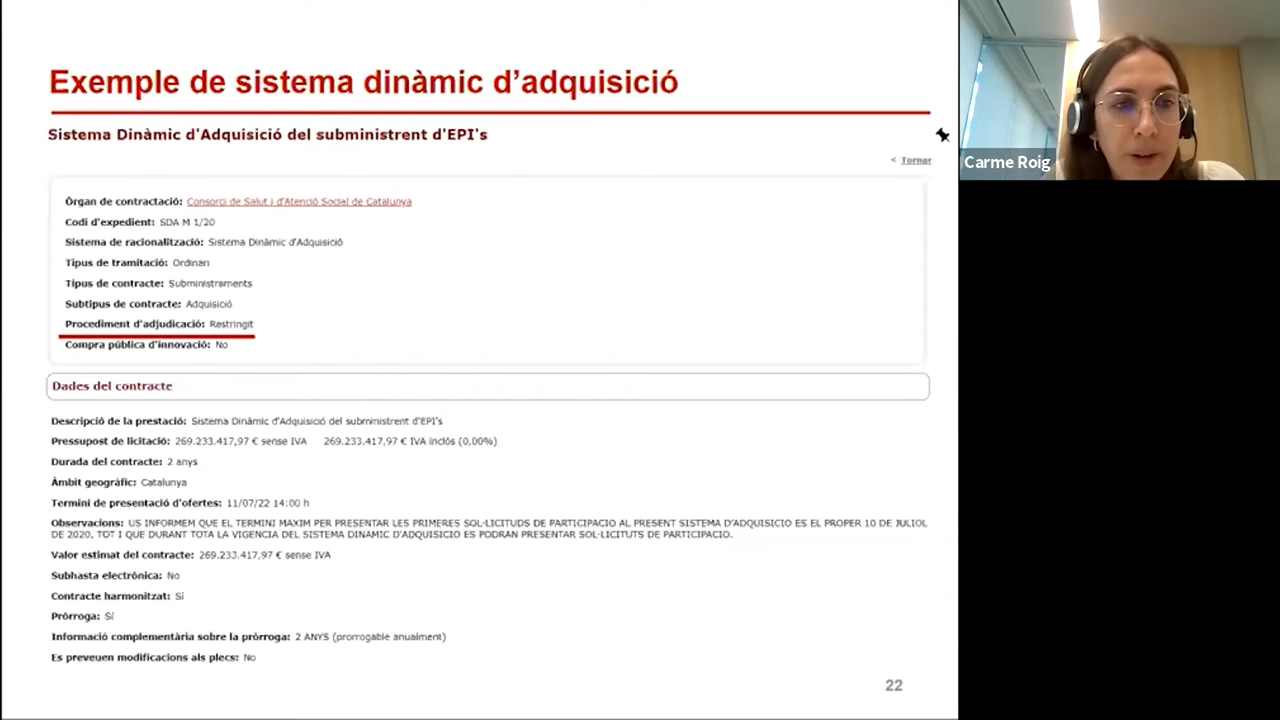 Exemple de sistema dinàmic d'adquisició
Sistema Dinàmic d'Adquisició del subministrent d'EPI's
< Tornar
Carme Roig
Òrgan de contractació: Consorci de Salut i d'Atenció Social de Catalunya
Codi d'expedient: SDA M 1/20
Sistema de racionalització: Sistema Dinàmic d'Adquisició
Tipus de tramitació: Ordinari
Tipus de contracte: Subministraments
Subtipus de contracte: Adquisició
Procediment d'adjudicació: Restringit
Compra pública d'innovació: No
Dades del contracte
Descripció de la prestació: Sistema Dinàmic d'Adquisició del subministrent d'EPI's
Pressupost de licitació: 269.233.417,97 € sense IVA 269.233.417,97 € IVA inclòs (0,00%)
Durada del contracte: 2 anys
Àmbit geogràfic: Catalunya
Termini de presentació d'ofertes: 11/07/22 14:00 h
Observacions: US INFORMEM QUE EL TERMINI MAXIM PER PRESENTAR LES PRIMERES SOL·LICITUDS DE PARTICIPACIO AL PRESENT SISTEMA D'ADQUISICIO ES EL PROPER 10 DE JULIOL
DE 2020, TOT I QUE DURANT TOTA LA VIGENCIA DEL SISTEMA DINAMIC D'ADQUISICIO ES PODRAN PRESENTAR SOL·LICITUTS DE PARTICIPACIO.
Valor estimat del contracte: 269.233.417,97 € sense IVA
Subhasta electrònica: No
Contracte harmonitzat: Sí
Pròrroga: Sí
Informació complementària sobre la pròrroga: 2 ANYS (prorrogable anualment)
Es preveuen modificacions als plecs: No
22